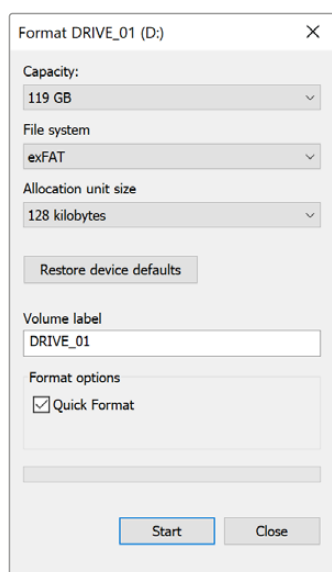 Format DRIVE_01 (D:)
Capacity:
119 GB
File system
exFAT
Allocation unit size
128 kilobytes
Restore device defaults
Volume label
DRIVE_01
Format options
Quick Format
Start Close